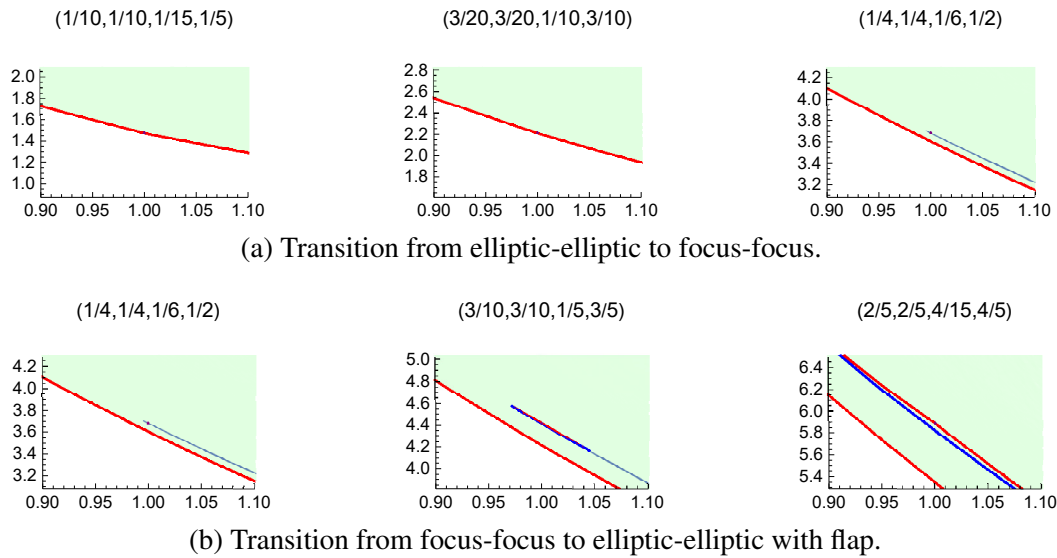 (1/10,1/10,1/15,1/5) (3/20,3/20,1/10,3/10) (1/4,1/4,1/6,1/2)
2.0 2.8 4.2
1.8 2.6 4.0
1.6 2.4 3.8
1.4 2.2 3.6
1.2 2.0 3.4
1.0 1.8 3.2
0.90 0.95 1.00 1.05 1.10 0.90 0.95 1.00 1.05 1.10 0.90 0.95 1.00 1.05 1.10
(a) Transition from elliptic-elliptic to focus-focus.
(1/4,1/4,1/6,1/2) (3/10,3/10,1/5,3/5) (2/5,2/5,4/15,4/5)
4.2 5.0 6.4
4.0 4.8 6.2
3.8 4.6 6.0
3.6 4.4 5.8
3.4 4.2 5.6
3.2 4.0 5.4
0.90 0.95 1.00 1.05 1.10 0.90 0.95 1.00 1.05 1.10 0.90 0.95 1.00 1.05 1.10
(b) Transition from focus-focus to elliptic-elliptic with flap.